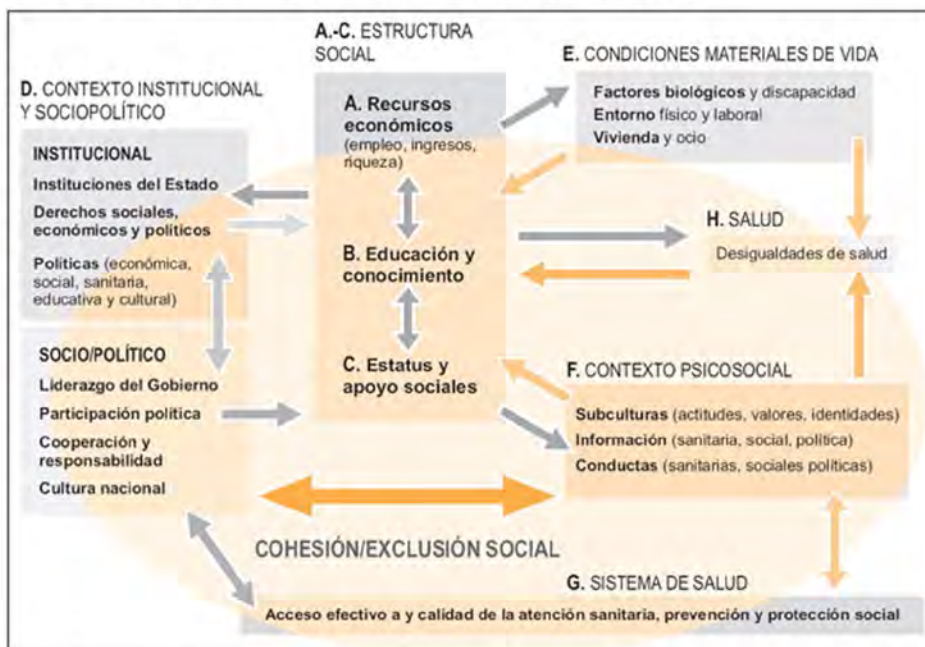 A.-C. ESTRUCTURA
SOCIAL
D. CONTEXTO INSTITUCIONAL
Y SOCIOPOLÍTICO
INSTITUCIONAL
Instituciones del Estado
Derechos sociales,
económicos y políticos
Políticas (económica,
social, sanitaria,
educativa y cultural)
SOCIO/POLÍTICO
Liderazgo del Gobierno
Participación política
Cooperación y
responsabilidad
Cultura nacional
A. Recursos
económicos
(empleo, ingresos,
riqueza)
B. Educación y
conocimiento
C. Estatus y
apoyo sociales
E. CONDICIONES MATERIALES DE VIDA
Factores biológicos y discapacidad
Entorno físico y laboral
Vivienda y ocio
H. SALUD
Desigualdades de salud
F. CONTEXTO PSICOSOCIAL
Subculturas (actitudes, valores, identidades)
Información (sanitaria, social, política)
Conductas (sanitarias, sociales políticas)
COHESIÓN/EXCLUSIÓN SOCIAL
G. SISTEMA DE SALUD
Acceso efectivo a y calidad de la atención sanitaria, prevención y protección social